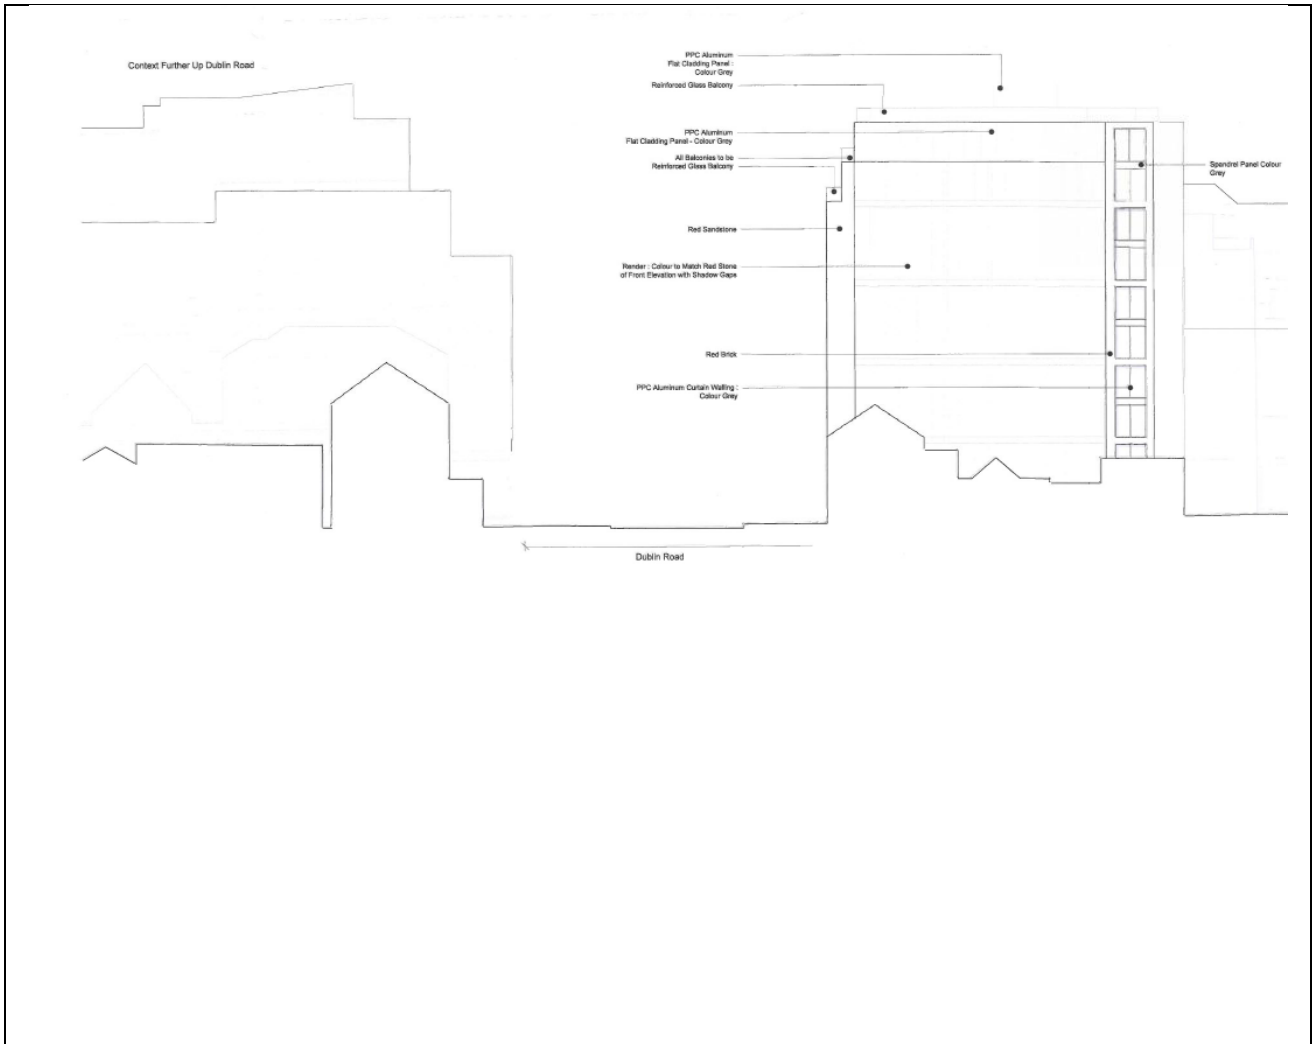 Context Further Up Dublin Road
PPC Aluminum
Flat Cladding Panel :
Colour Grey
Reinforced Glass Balcony
PPC Aluminum
Flat Cladding Panel - Colour Grey
All Balconies to be
Reinforced Glass Balcony
Spandrel Panel Colour
Grey
Red Sandstone
Render : Colour to Match Red Stone
of Front Elevation with Shadow Gaps
Red Brick
PPC Aluminum Curtain Walling :
Colour Grey
Dublin Road